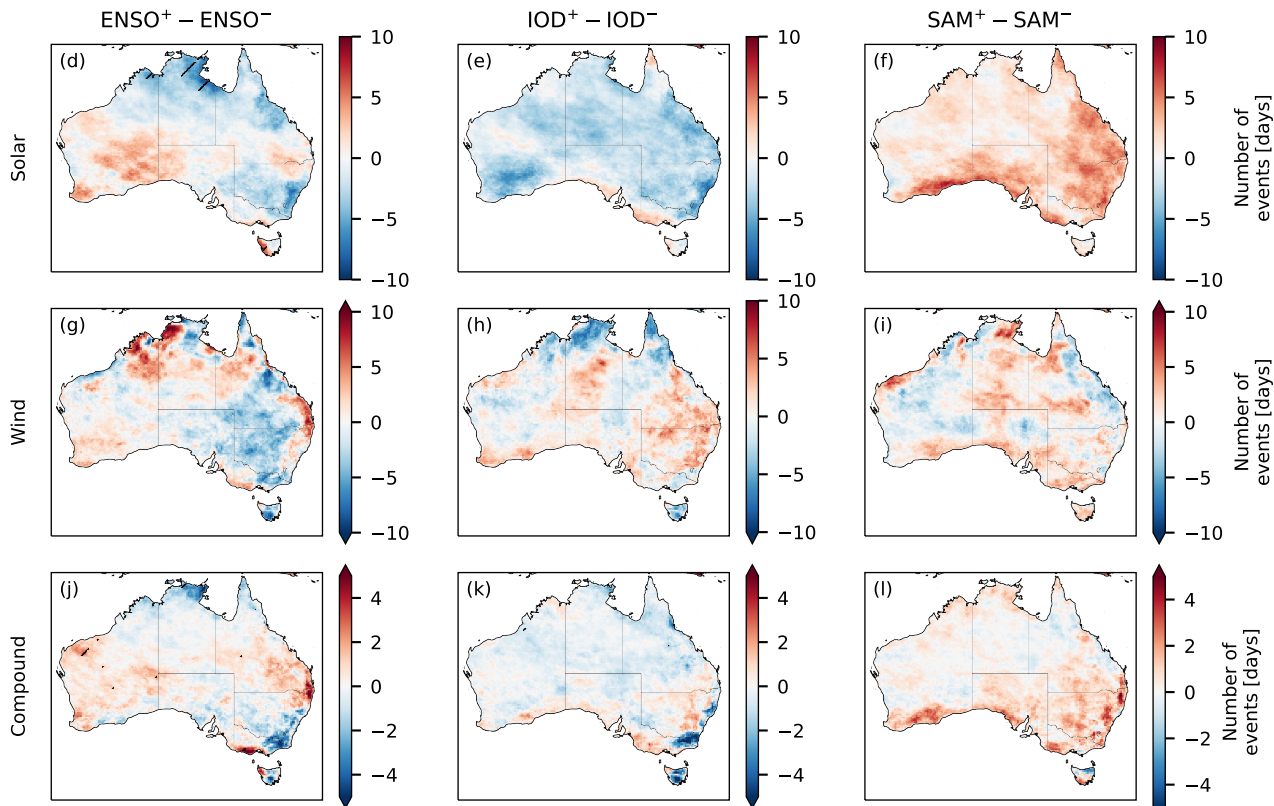 ENSO⁺ − ENSO⁻
IOD⁺ − IOD⁻
SAM⁺ − SAM⁻
Solar
(d)
10
5
0
−5
−10
(e)
10
5
0
−5
−10
(f)
10
5
0
−5
−10
Number of
events [days]
Wind
(g)
10
5
0
−5
−10
(h)
10
5
0
−5
−10
(i)
10
5
0
−5
−10
Number of
events [days]
Compound
(j)
4
2
0
−2
−4
(k)
4
2
0
−2
−4
(l)
4
2
0
−2
−4
Number of
events [days]